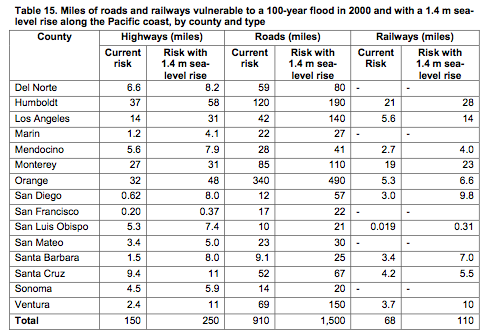 Table 15. Miles of roads and railways vulnerable to a 100-year flood in 2000 and with a 1.4 m sea-
level rise along the Pacific coast, by county and type
County Highways (miles) Roads (miles) Railways (miles)
Current risk Risk with 1.4 m sea-level rise Current risk Risk with 1.4 m sea-level rise Current Risk Risk with 1.4 m sea-level rise
Del Norte 6.6 8.2 59 80 - -
Humboldt 37 58 120 190 21 28
Los Angeles 14 31 42 140 5.6 14
Marin 1.2 4.1 22 27 - -
Mendocino 5.6 7.9 28 41 2.7 4.0
Monterey 27 31 85 110 19 23
Orange 32 48 340 490 5.3 6.6
San Diego 0.62 8.0 12 57 3.0 9.8
San Francisco 0.20 0.37 17 22 - -
San Luis Obispo 5.3 7.4 10 21 0.019 0.31
San Mateo 3.4 5.0 23 30 - -
Santa Barbara 1.5 8.0 9.1 25 3.4 7.0
Santa Cruz 9.4 11 52 67 4.2 5.5
Sonoma 4.5 5.9 14 20 - -
Ventura 2.4 11 69 150 3.7 10
Total 150 250 910 1,500 68 110